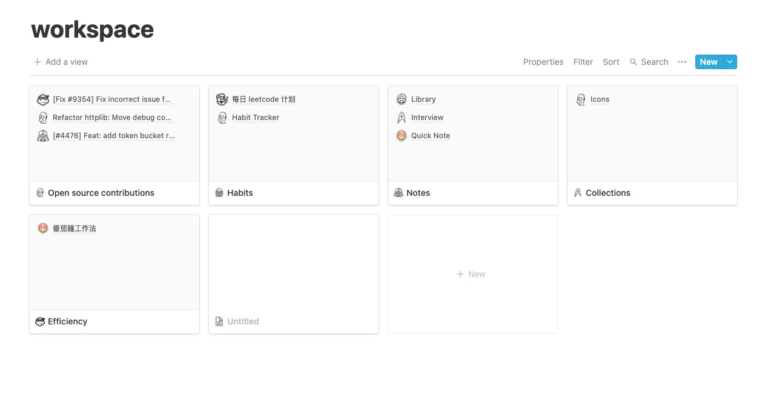 workspace
Add a view
Properties Filter Sort Search New
[Fix #9354] Fix incorrect issue f...
Refactor httplib: Move debug co...
[#4476] Feat: add token bucket r...
Open source contributions
每日 leetcode 计划
Habit Tracker
Habits
Library
Interview
Quick Note
Notes
Icons
Collections
番茄鐘工作法
Efficiency
Untitled
New